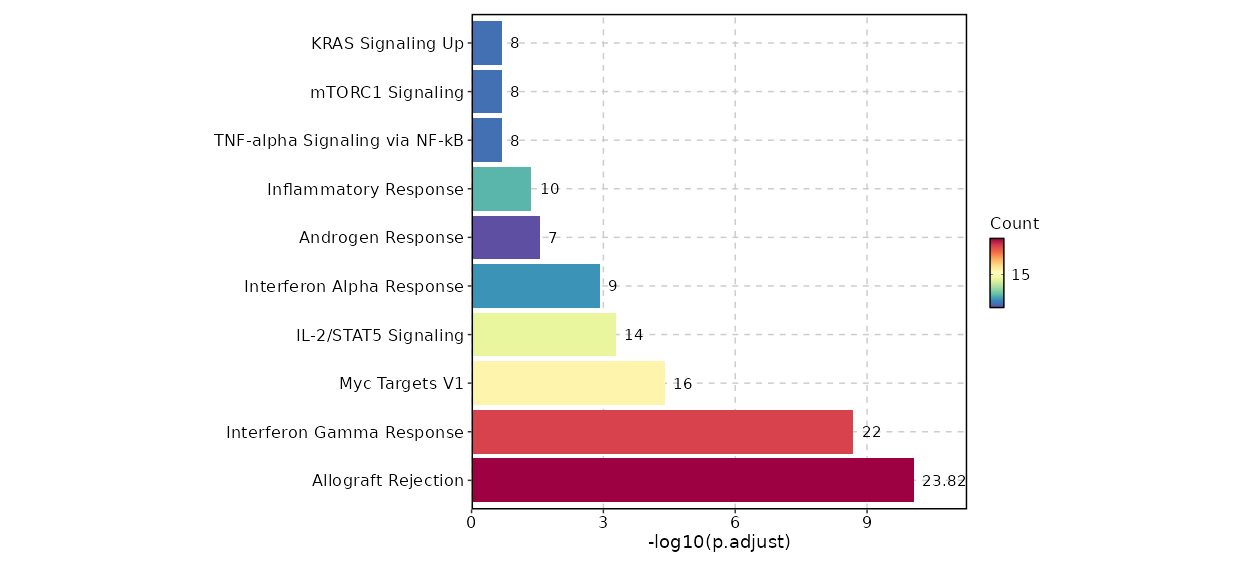 KRAS Signaling Up 8
mTORC1 Signaling 8
TNF-alpha Signaling via NF-kB 8
Inflammatory Response 10
Androgen Response 7
Count
Interferon Alpha Response 9
15
IL-2/STAT5 Signaling 14
Myc Targets V1 16
Interferon Gamma Response 22
Allograft Rejection 23.82
0 3 6 9
-log10(p.adjust)